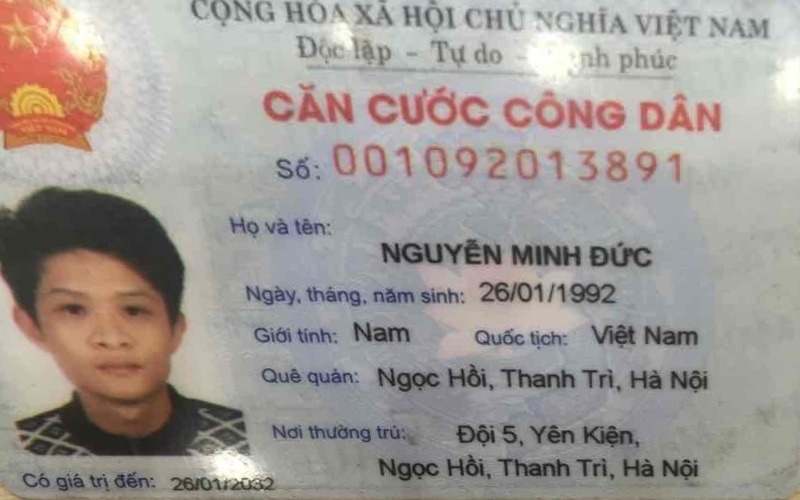 CỘNG HÒA XÃ HỘI CHỦ NGHĨA VIỆT NAM
Độc lập - Tự do - phúc
CĂN CƯỚC CÔNG DÂN
Số: 001092013891
Họ và tên:
NGUYỄN MINH ĐỨC
Ngày, tháng, năm sinh: 26/01/1992
Giới tính: Nam Quốc tịch: Việt Nam
Quê quán: Ngọc Hồi, Thanh Trì, Hà Nội
Nơi thường trú: Đội 5, Yên Kiện,
Ngọc Hồi, Thanh Trì, Hà Nội
Có giá trị đến: 26/01/2032